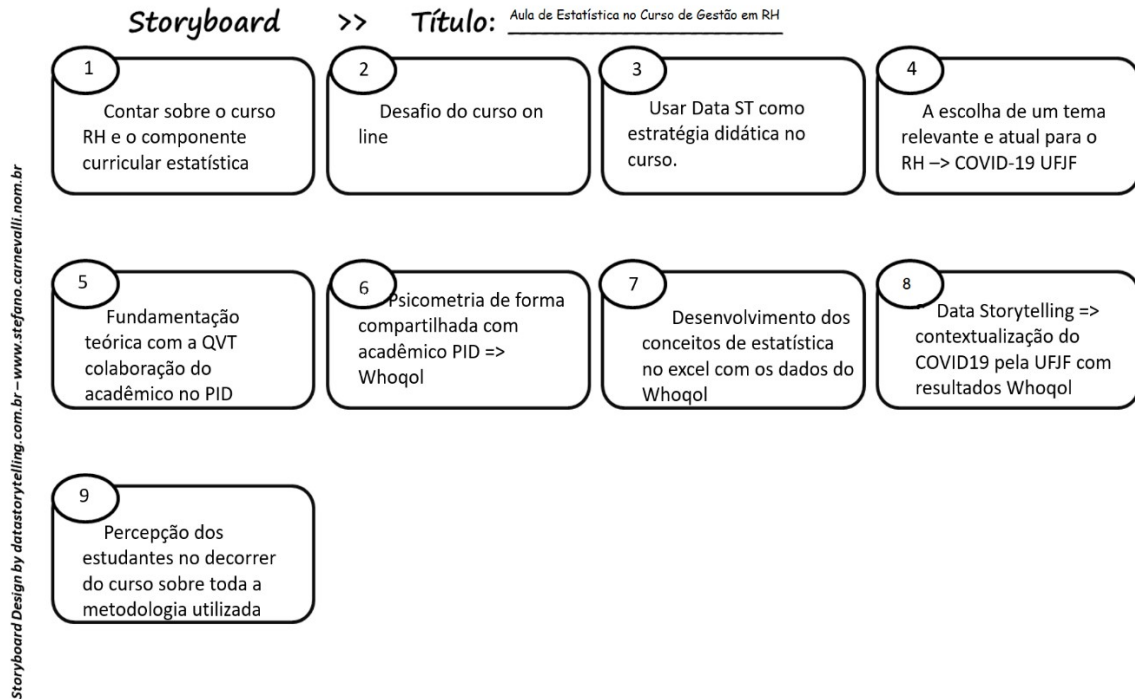 Storyboard >> Título: Aula de Estatística no Curso de Gestão em RH
1
Contar sobre o curso
RH e o componente
curricular estatística
2
Desafio do curso on
line
3
Usar Data ST como
estratégia didática no
curso.
4
A escolha de um tema
relevante e atual para o
RH –> COVID-19 UFJF
5
Fundamentação
teórica com a QVT
colaboração do
acadêmico no PID
6
Psicometria de forma
compartilhada com
acadêmico PID =>
Whoqol
7
Desenvolvimento dos
conceitos de estatística
no excel com os dados do
Whoqol
8
Data Storytelling =>
contextualização do
COVID19 pela UFJF com
resultados Whoqol
9
Percepção dos
estudantes no decorrer
do curso sobre toda a
metodologia utilizada
Storyboard Design by datastorytelling.com.br – www.stefano.carnevalli.nom.br